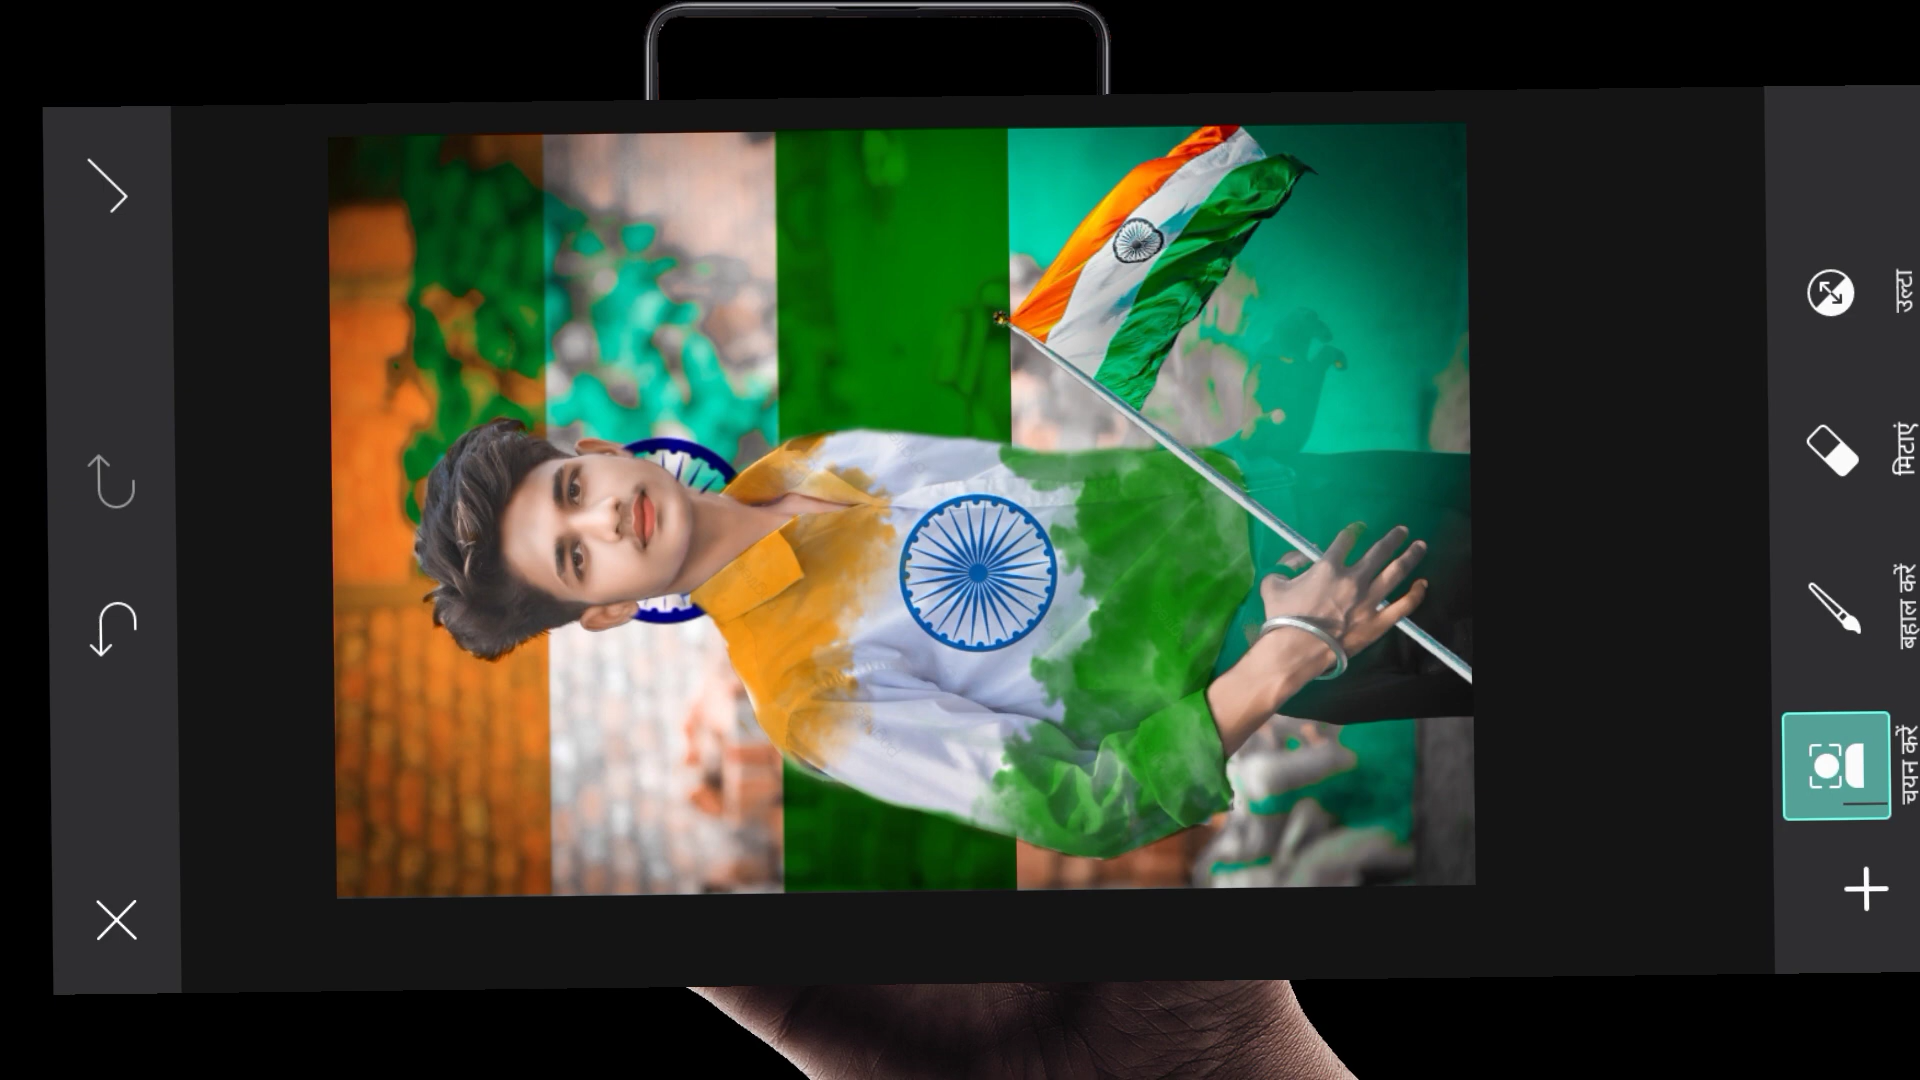 उल्टा
मिटाएं
बहाल करें
चयन करें